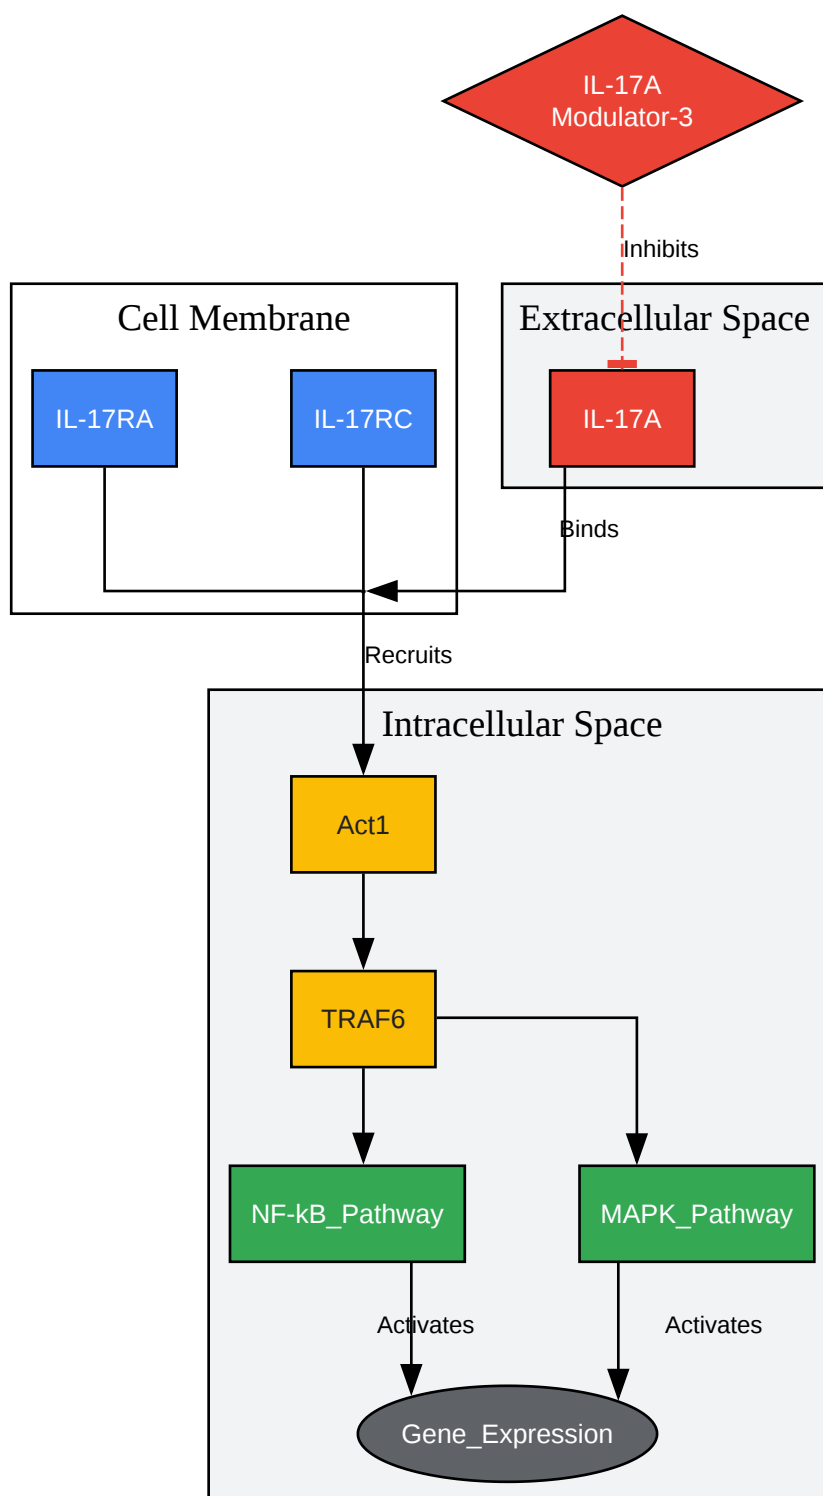 IL-17A
Modulator-3
Inhibits
Cell Membrane
Extracellular Space
IL-17RA
IL-17RC
IL-17A
Binds
Recruits
Intracellular Space
Act1
TRAF6
NF-kB_Pathway
MAPK_Pathway
Activates
Activates
Gene_Expression